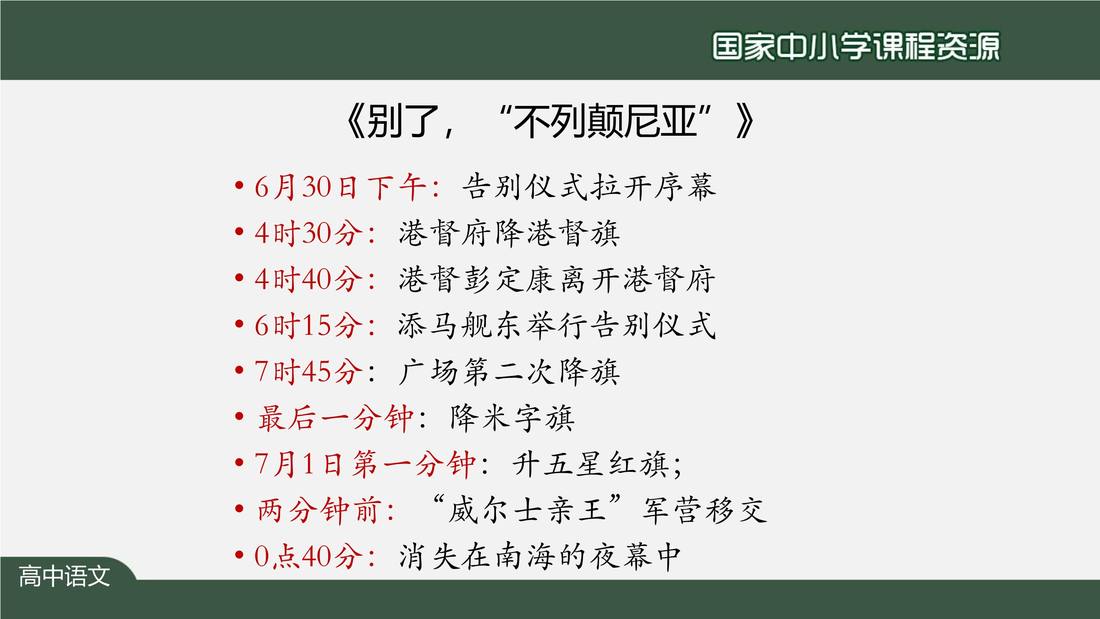 国家中小学课程资源
《别了，“不列颠尼亚”》
• 6月30日下午：告别仪式拉开序幕
• 4时30分：港督府降港督旗
• 4时40分：港督彭定康离开港督府
• 6时15分：添马舰东举行告别仪式
• 7时45分：广场第二次降旗
• 最后一分钟：降米字旗
• 7月1日第一分钟：升五星红旗；
• 两分钟前：“威尔士亲王”军营移交
• 0点40分：消失在南海的夜幕中
高中语文